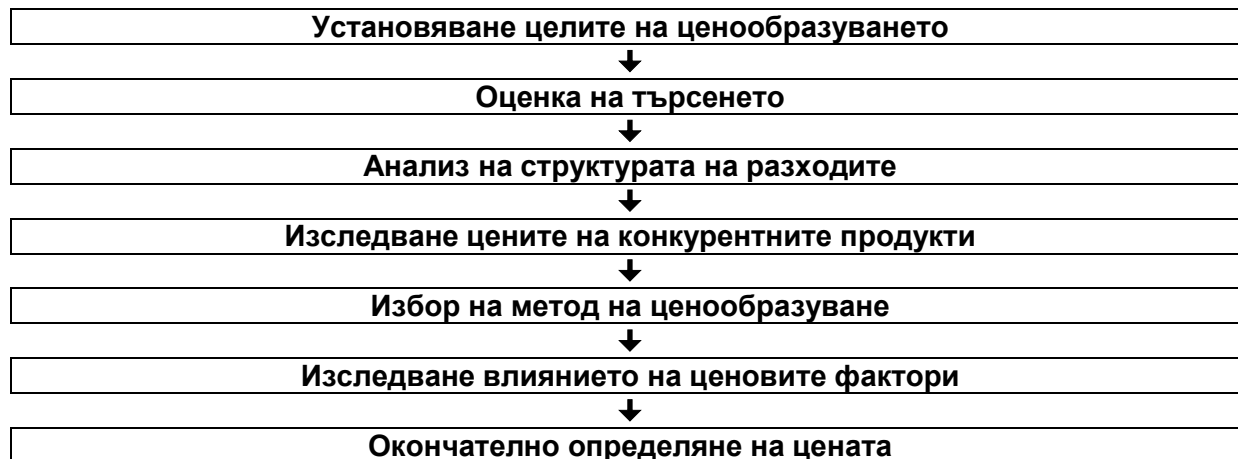 Установяване целите на ценообразуването
Оценка на търсенето
Анализ на структурата на разходите
Изследване цените на конкурентните продукти
Избор на метод на ценообразуване
Изследване влиянието на ценовите фактори
Окончателно определяне на цената